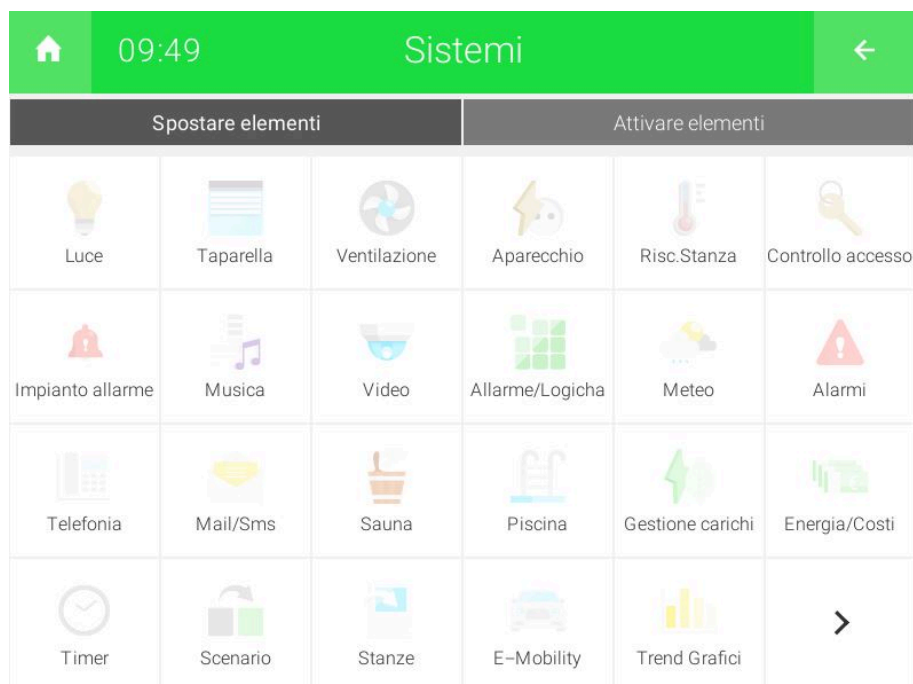 09:49 Sistemi
Spostare elementi Attivare elementi
Luce Taparella Ventilazione Aparecchio Risc.Stanza Controllo accesso
Impianto allarme Musica Video Allarme/Logicha Meteo Alarmi
Telefonia Mail/Sms Sauna Piscina Gestione carichi Energia/Costi
Timer Scenario Stanze E-Mobility Trend Grafici